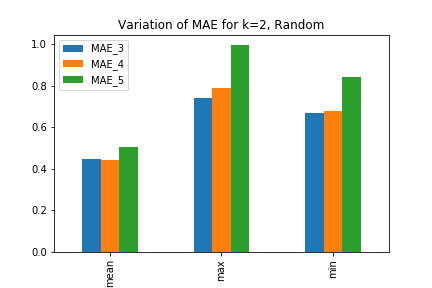 Variation of MAE for k=2, Random
MAE_3
MAE_4
MAE_5
1.0
0.8
0.6
0.4
0.2
0.0
mean
max
min